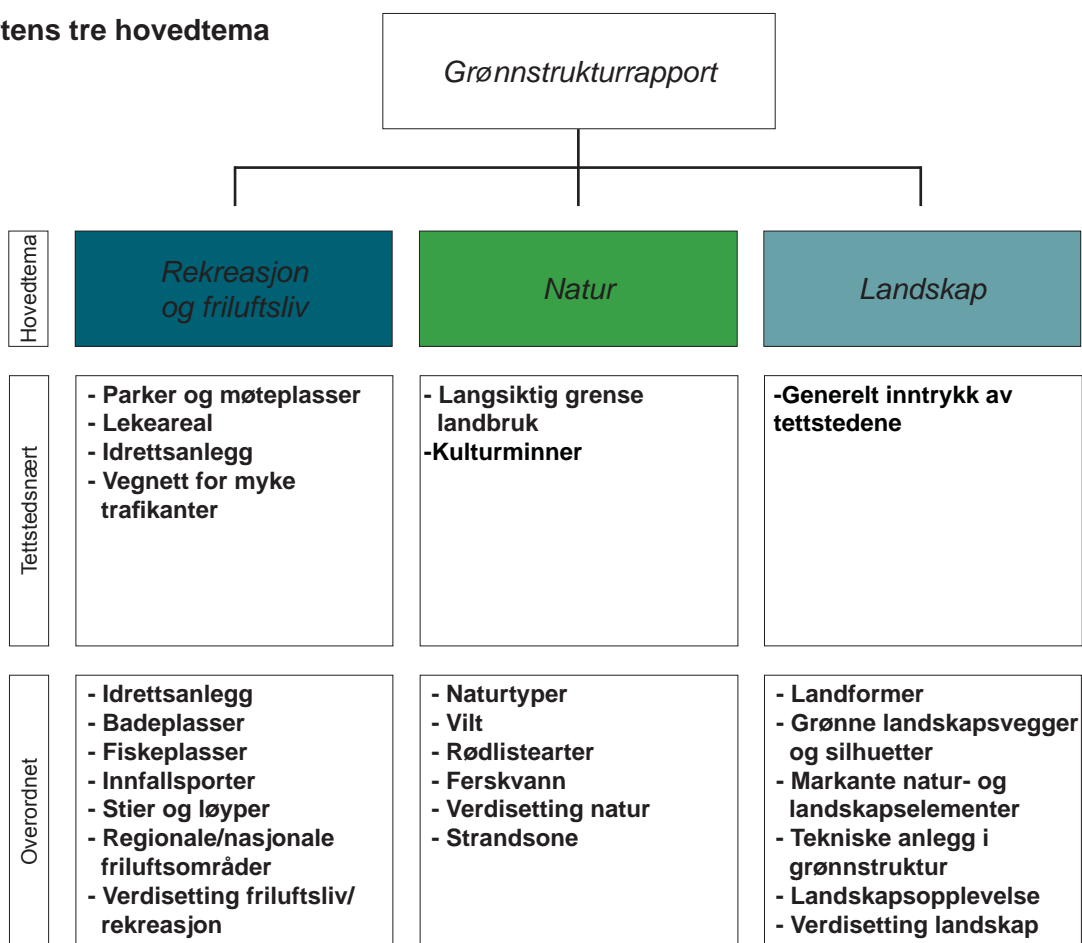 tens tre hovedtema
Grønnstrukturrapport
Hovedtema
Rekreasjon
og friluftsliv
Natur
Landskap
Tettstedsnært
- Parker og møteplasser
- Lekeareal
- Idrettsanlegg
- Vegnett for myke
trafikanter
- Langsiktig grense
landbruk
-Kulturminner
-Generelt inntrykk av
tettstedene
Overordnet
- Idrettsanlegg
- Badeplasser
- Fiskeplasser
- Innfallsporter
- Stier og løyper
- Regionale/nasjonale
friluftsområder
- Verdisetting friluftsliv/
rekreasjon
- Naturtyper
- Vilt
- Rødlistearter
- Ferskvann
- Verdisetting natur
- Strandsone
- Landformer
- Grønne landskapsvegger
og silhuetter
- Markante natur- og
landskapselementer
- Tekniske anlegg i
grønnstruktur
- Landskapsopplevelse
- Verdisetting landskap